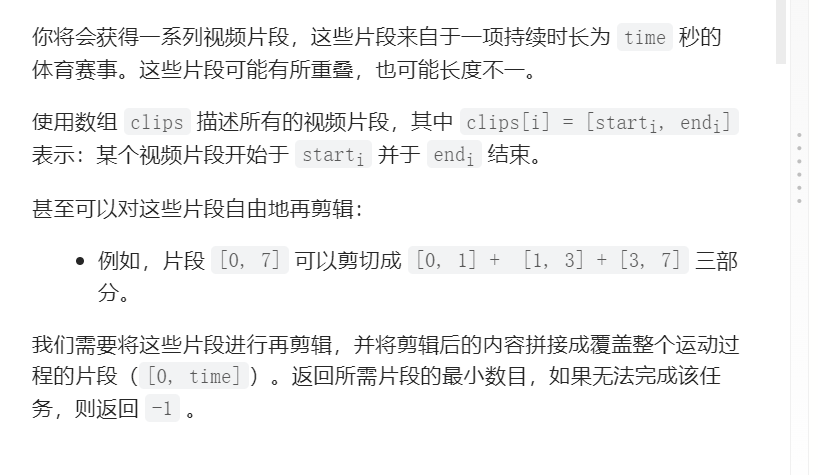 你将会获得一系列视频片段，这些片段来自于一项持续时长为 time 秒的
体育赛事。这些片段可能有所重叠，也可能长度不一。
使用数组 clips 描述所有的视频片段，其中 clips[i] = [starti, endi]
表示：某个视频片段开始于 starti 并于 endi 结束。
甚至可以对这些片段自由地再剪辑：
• 例如，片段 [0, 7] 可以剪切成 [0, 1] + [1, 3] + [3, 7] 三部
分。
我们需要将这些片段进行再剪辑，并将剪辑后的内容拼接成覆盖整个运动过
程的片段（[0, time]）。返回所需片段的最小数目，如果无法完成该任
务，则返回 -1 。